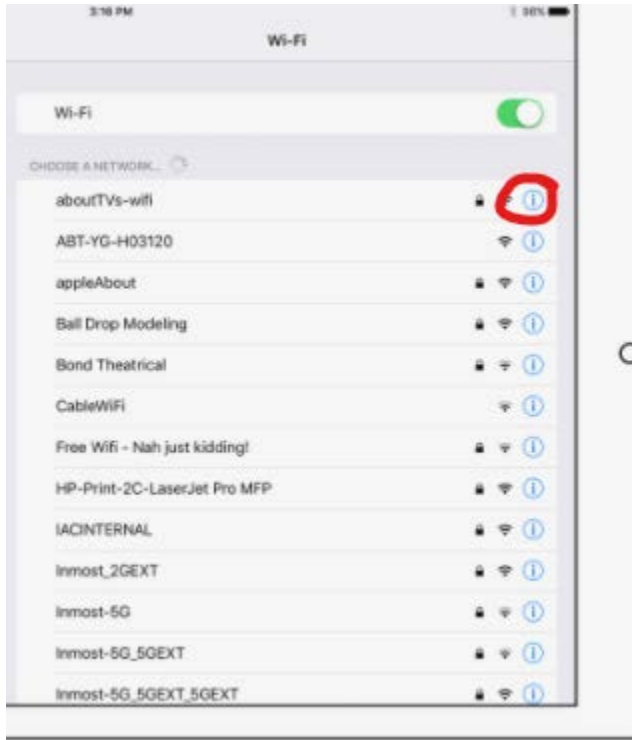 3:16 PM
98%
Wi-Fi
Wi-Fi
CHOOSE A NETWORK...
aboutTVs-wifi
ABT-YG-H03120
appleAbout
Ball Drop Modeling
Bond Theatrical
CableWiFi
Free Wifi - Nah just kidding!
HP-Print-2C-LaserJet Pro MFP
IACINTERNAL
Inmost_2GEXT
Inmost-5G
Inmost-5G_5GEXT
Inmost-5G_5GEXT_5GEXT